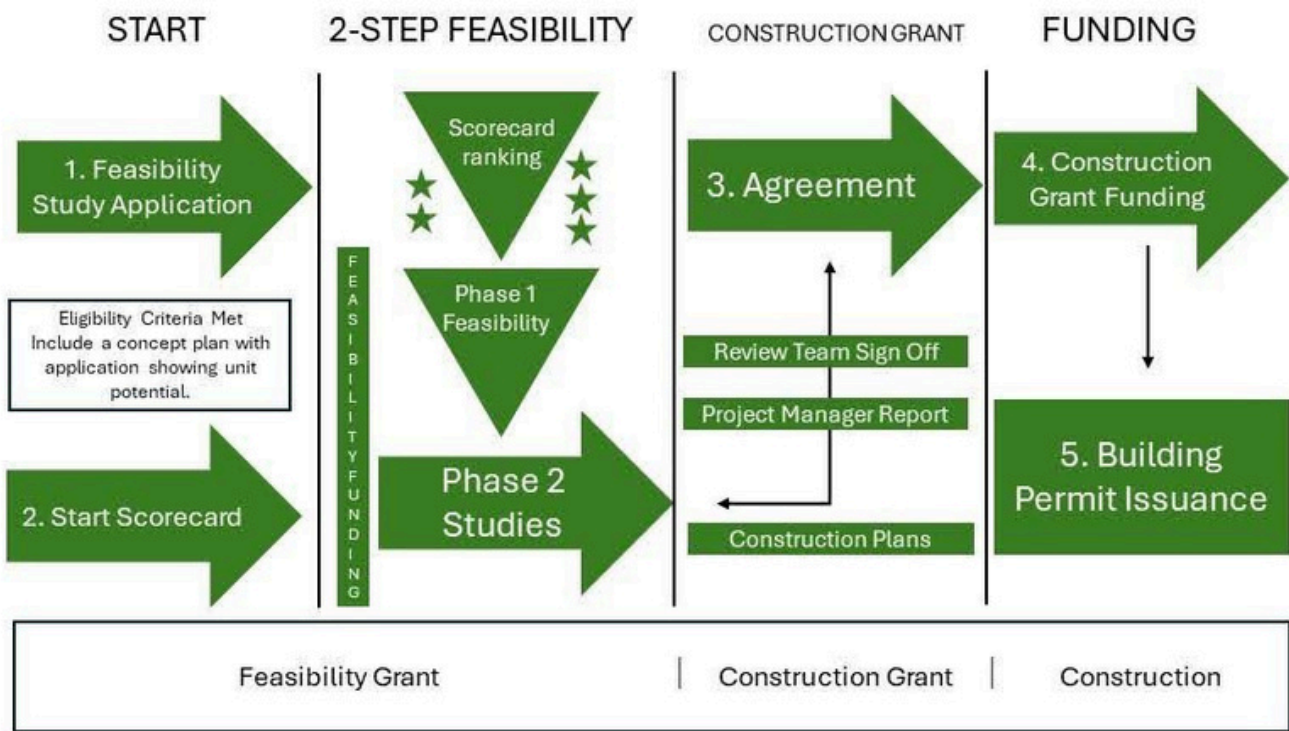 START
2-STEP FEASIBILITY
CONSTRUCTION GRANT
FUNDING
1. Feasibility
Study Application
Eligibility Criteria Met
Include a concept plan with
application showing unit
potential.
2. Start Scorecard
Scorecard
ranking
Phase 1
Feasibility
FEASIBILITYFUNDING
Phase 2
Studies
3. Agreement
Review Team Sign Off
Project Manager Report
Construction Plans
4. Construction
Grant Funding
5. Building
Permit Issuance
Feasibility Grant | Construction Grant | Construction